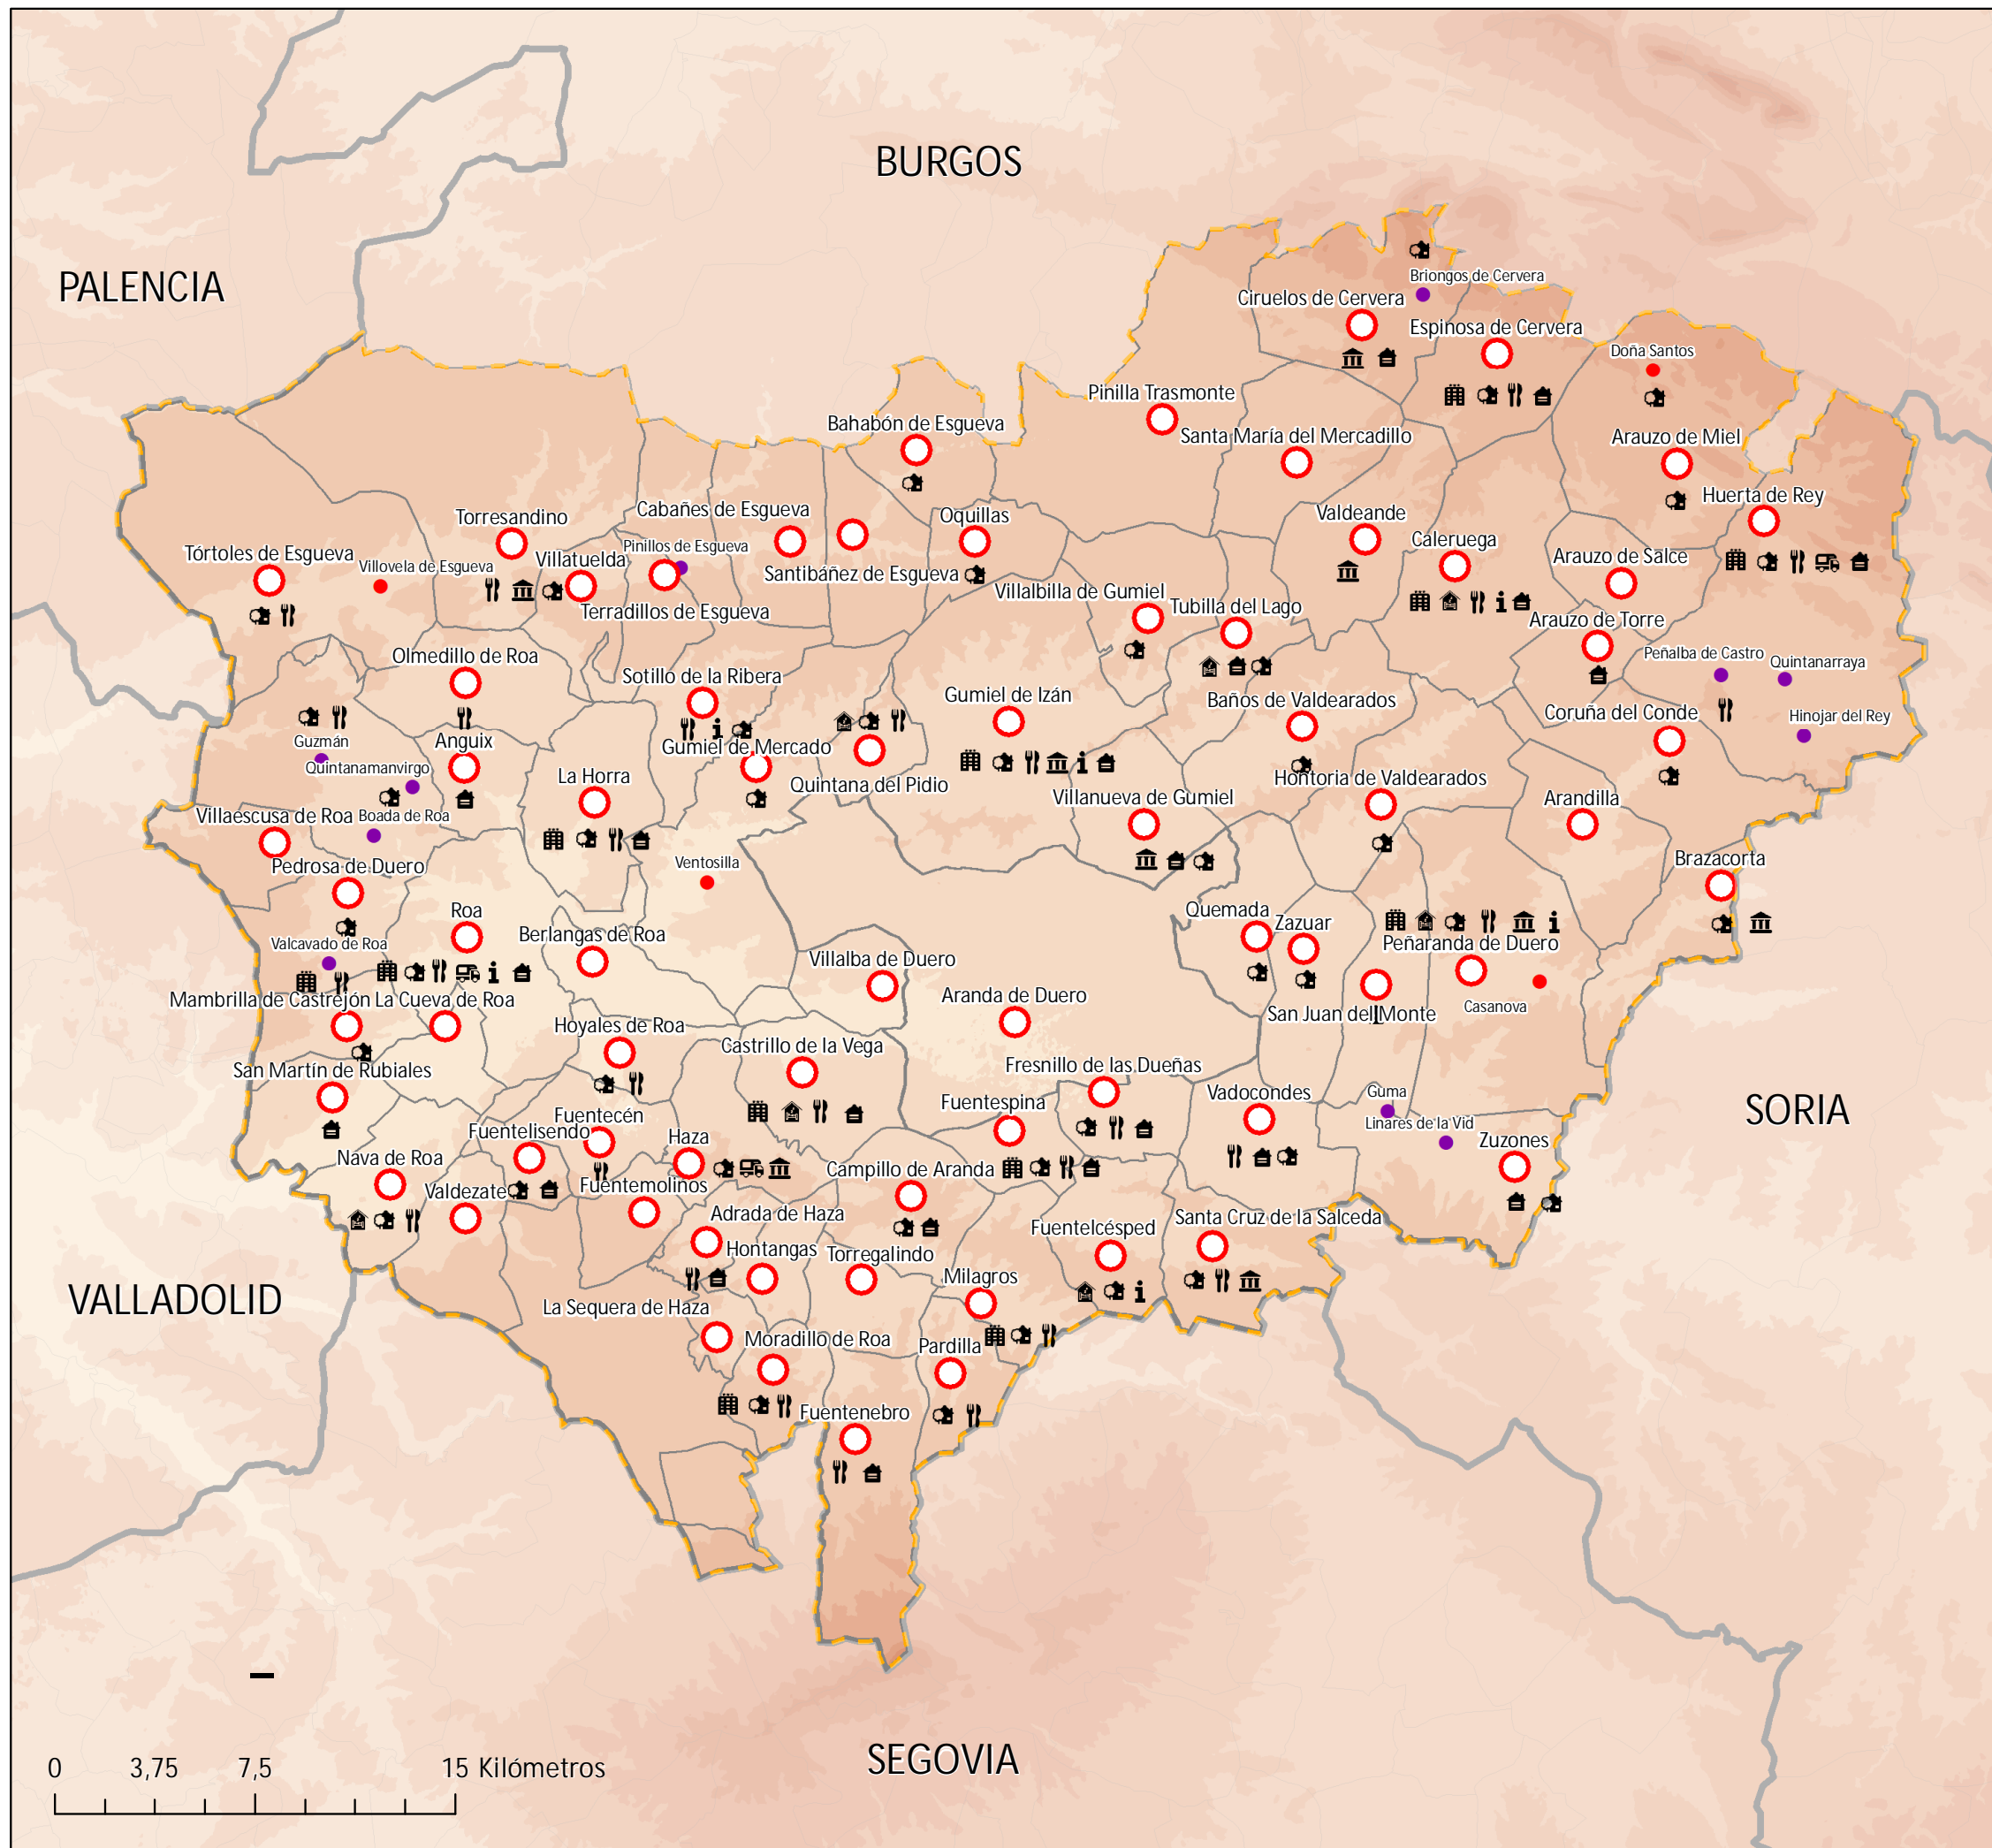 BURGOS
PALENCIA
Briongos de Cervera
Ciruelos de Cervera
Espinosa de Cervera
Doña Santos
Pinilla Trasmonte
Bahabón de Esgueva
Santa María del Mercadillo
Arauzo de Miel
Huerta de Rey
Torresandino
Cabañes de Esgueva
Oquillas
Valdeande
Caleruega
Tórtoles de Esgueva
Villovela de Esgueva
Villatuelda
Pinillos de Esgueva
Santibáñez de Esgueva
Arauzo de Salce
Terradillos de Esgueva
Villalbilla de Gumiel
Tubilla del Lago
Arauzo de Torre
Olmedillo de Roa
Sotillo de la Ribera
Gumiel de Izán
Baños de Valdearados
Peñalba de Castro
Quintanarraya
Coruña del Conde
Hinojar del Rey
Guzmán
Anguix
Gumiel de Mercado
Quintanamanvirgo
La Horra
Quintana del Pidio
Hontoria de Valdearados
Villanueva de Gumiel
Arandilla
Villaescusa de Roa
Boada de Roa
Pedrosa de Duero
Ventosilla
Brazacorta
Roa
Quemada
Zazuar
Berlangas de Roa
Valcavado de Roa
Peñaranda de Duero
Villalba de Duero
Mambrilla de Castrejón
La Cueva de Roa
Aranda de Duero
Casanova
San Juan del Monte
Hoyales de Roa
Castrillo de la Vega
San Martín de Rubiales
Fresnillo de las Dueñas
Vadocondes
Guma
Fuentespina
Linares de la Vid
SORIA
Fuentecén
Fuentelisendo
Haza
Zuzones
Nava de Roa
Campillo de Aranda
Valdezate
Fuentemolinos
Adrada de Haza
Fuentelcésped
Santa Cruz de la Salceda
Hontangas
Torregalindo
Milagros
VALLADOLID
La Sequera de Haza
Moradillo de Roa
Pardilla
Fuentenebro
SEGOVIA
0 3,75 7,5 15 Kilómetros